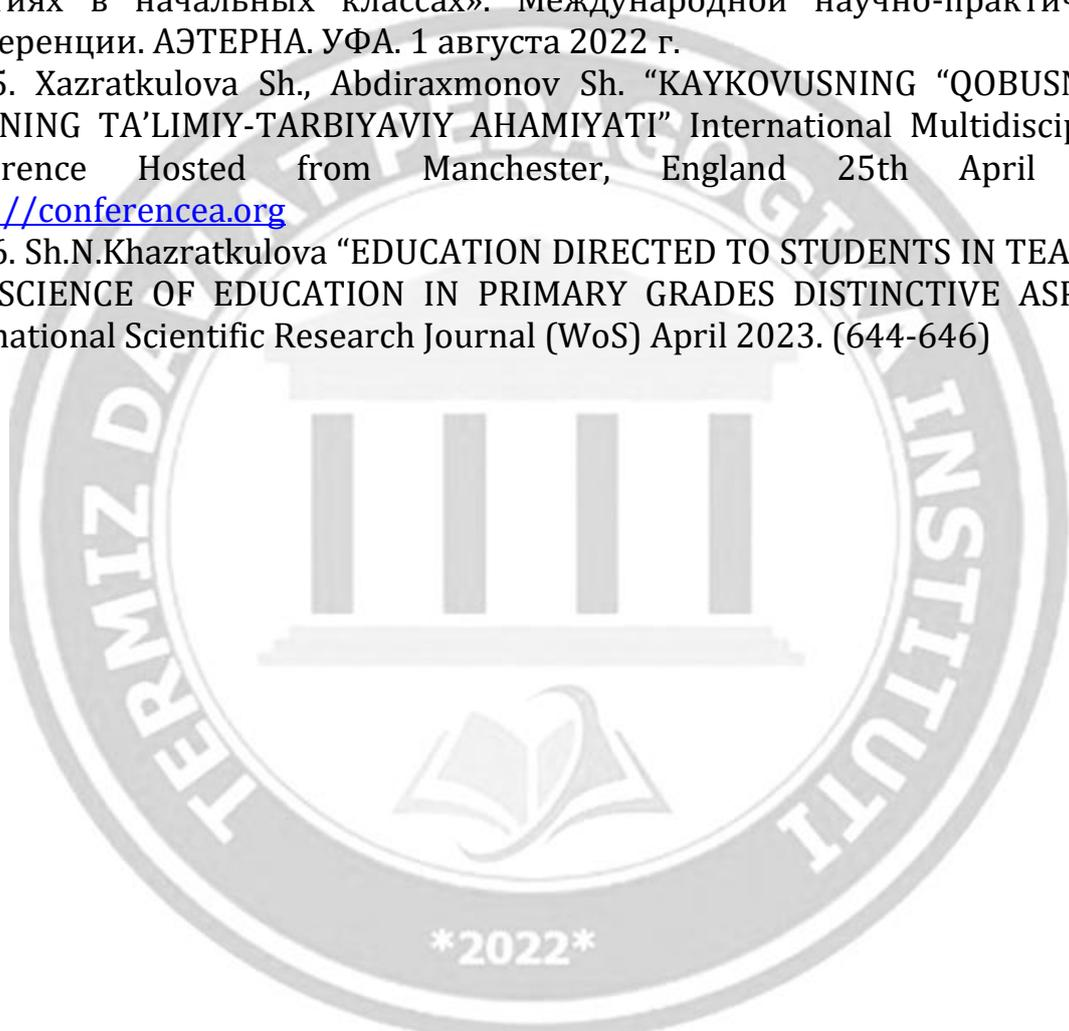 тиях в начальных классах». Международной научно-практич
еренции. АЭТЕРНА. УФА. 1 августа 2022 г.
5. Xazratkulova Sh., Abdiraxmonov Sh. “KAYKOVUSNING “QOBUSN
NING TA’LIMIY-TARBIYAVIY AHAMIYATI” International Multidiscip
rence Hosted from Manchester, England 25th April
://conferencea.org
6. Sh.N.Khazratkulova “EDUCATION DIRECTED TO STUDENTS IN TEA
SCIENCE OF EDUCATION IN PRIMARY GRADES DISTINCTIVE ASP
national Scientific Research Journal (WoS) April 2023. (644-646)
TERMIZ DAVLAT PEDAGOGIKA INSTITUTI
*2022*